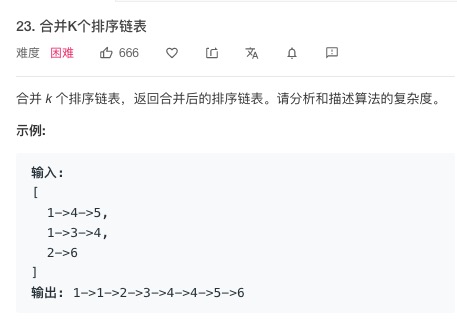 23. 合并K个排序链表
难度 困难 666
合并 k 个排序链表，返回合并后的排序链表。请分析和描述算法的复杂度。
示例:
输入:
[
1->4->5,
1->3->4,
2->6
]
输出: 1->1->2->3->4->4->5->6